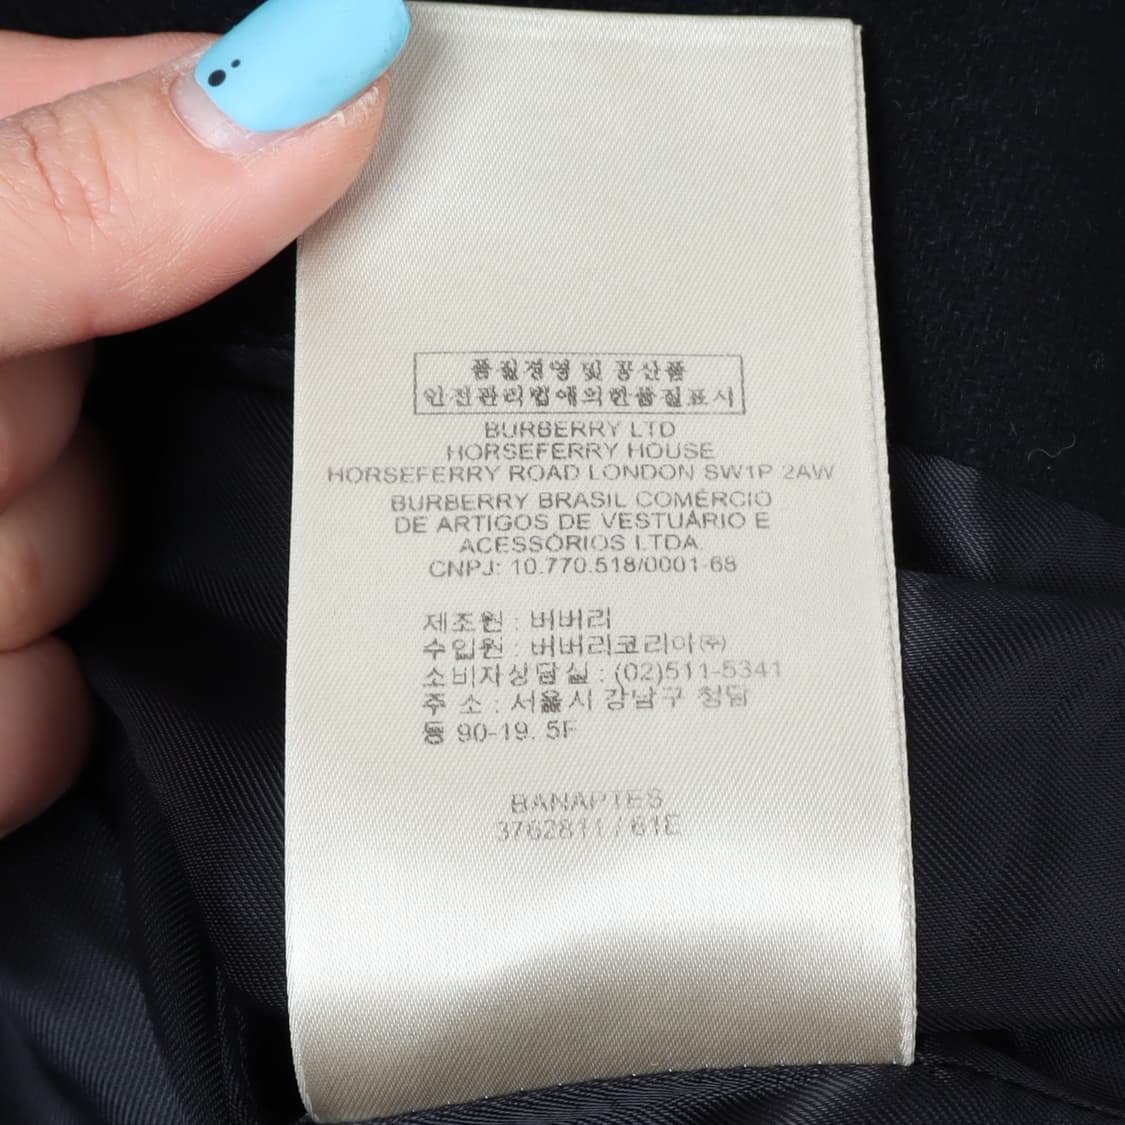 품질경영 및 공산품
안전관리법에의한품질표시
BURBERRY LTD
HORSEFERRY HOUSE
HORSEFERRY ROAD LONDON SW1P 2AW
BURBERRY BRASIL COMÉRCIO
DE ARTIGOS DE VESTUÁRIO E
ACESSÓRIOS LTDA.
CNPJ: 10.770.518/0001-68
제조원 : 버버리
수입원 : 버버리코리아(주)
소비자상담실 : (02)511-5341
주 소 : 서울시 강남구 청담
동 90-19. 5F
BANAPTES
3762811 / 61E